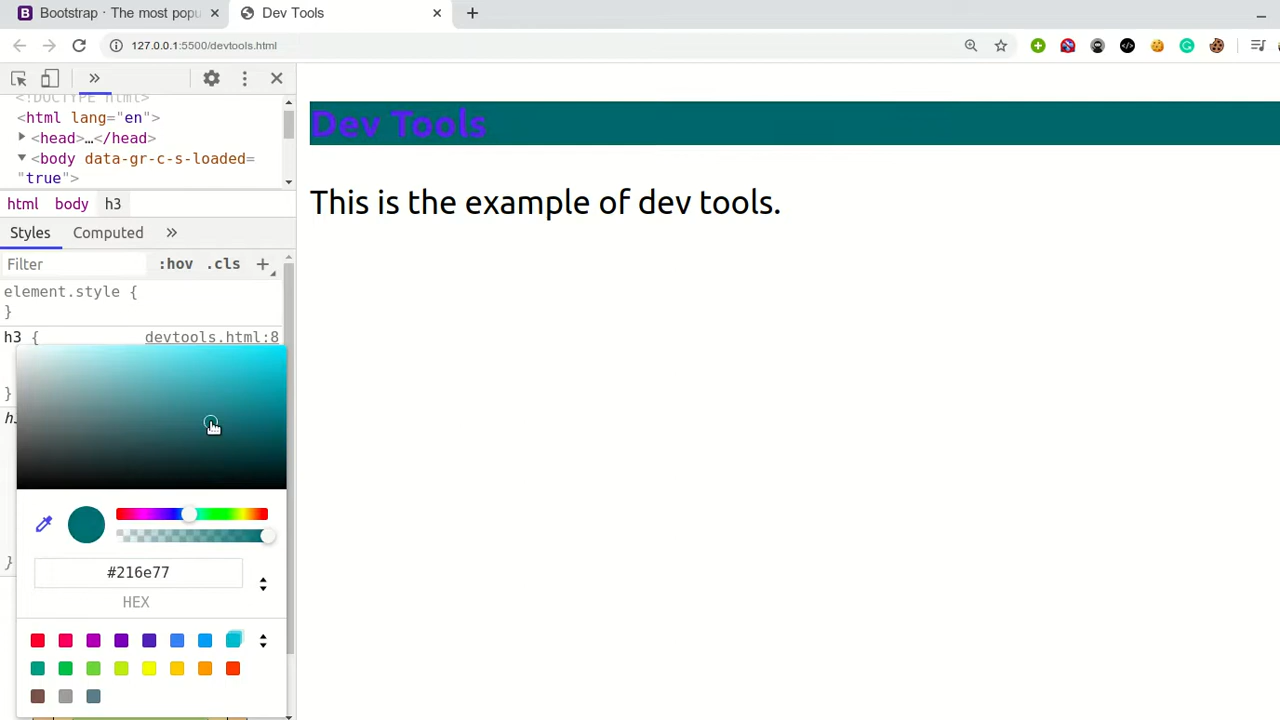 Bootstrap · The most popu
Dev Tools
127.0.0.1:5500/devtools.html
<!DOCTYPE html>
<html lang="en">
<head>…</head>
<body data-gr-c-s-loaded=
"true">
html body h3
Styles Computed
Filter :hov .cls
element.style {
}
h3 { devtools.html:8
}
}
#216e77
HEX
Dev Tools
This is the example of dev tools.